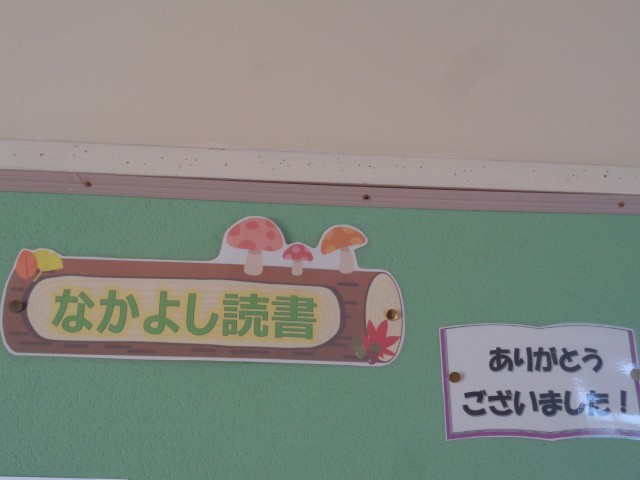 なかよし読書
ありがとう
ございました!